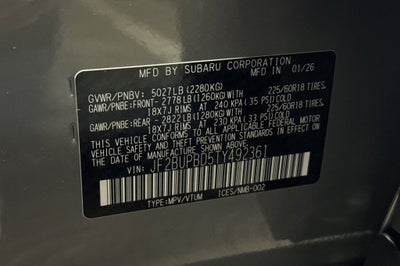 MFD BY SUBARU CORPORATION IN 01/26
GVWR/PNBV: 5027LB(2280KG)
GAWR/PNBE:FRONT- 2778LB(1260KG)WITH 225/60R18 TIRES,
18X7J RIMS AT 240 KPA(35 PSI)COLD
GAWR/PNBE:REAR- 2822LB(1280KG)WITH 225/60R18 TIRES,
18X7J RIMS AT 230 KPA(33 PSI)COLD
THIS VEHICLE CONFORMS TO ALL APPLICABLE FEDERAL MOTOR
VEHICLE SAFETY AND THEFT PREVENTION STANDARDS IN EFFECT
ON THE DATE OF MANUFACTURE SHOWN ABOVE.
VIN: JF2BUPBD5TY492361
TYPE:MPV/VTUM ICES/NMB-002